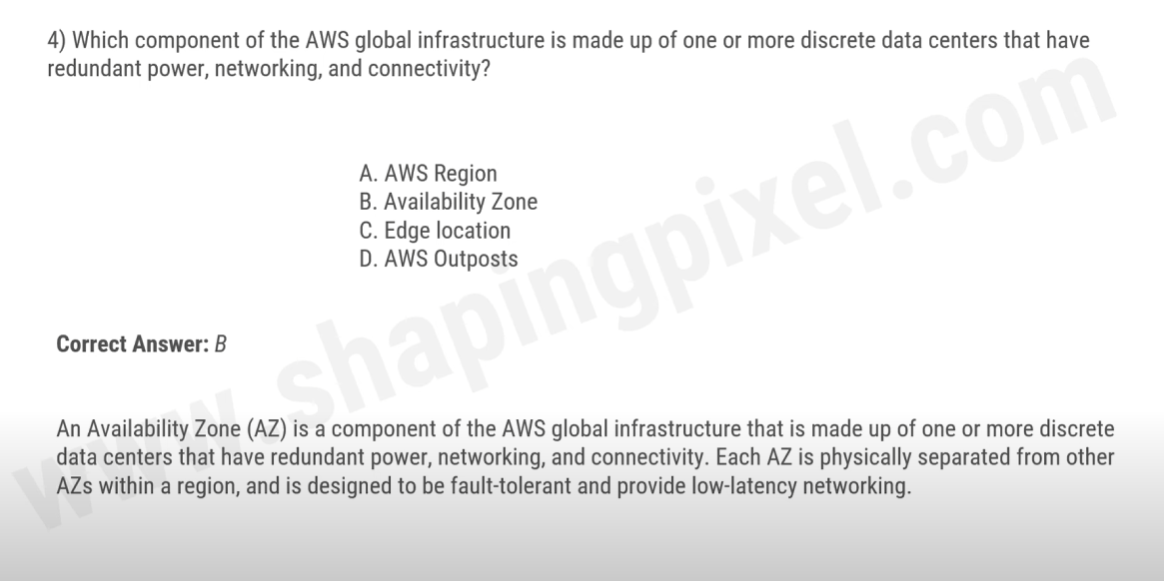 4) Which component of the AWS global infrastructure is made up of one or more discrete data centers that have
redundant power, networking, and connectivity?
A. AWS Region
B. Availability Zone
C. Edge location
D. AWS Outposts
Correct Answer: B
An Availability Zone (AZ) is a component of the AWS global infrastructure that is made up of one or more discrete
data centers that have redundant power, networking, and connectivity. Each AZ is physically separated from other
AZs within a region, and is designed to be fault-tolerant and provide low-latency networking.
www.shapingpixel.com